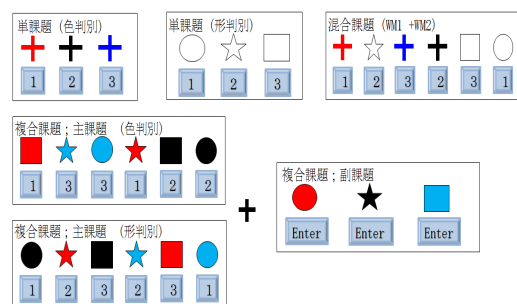 単課題 (色判別)
1 2 3
単課題 (形判別)
1 2 3
混合課題 (WM1 +WM2)
1 2 3 2 3 1
複合課題；主課題 (色判別)
1 3 3 1 2 2
複合課題；主課題 (形判別)
1 2 3 2 3 1
+
複合課題；副課題
Enter Enter Enter